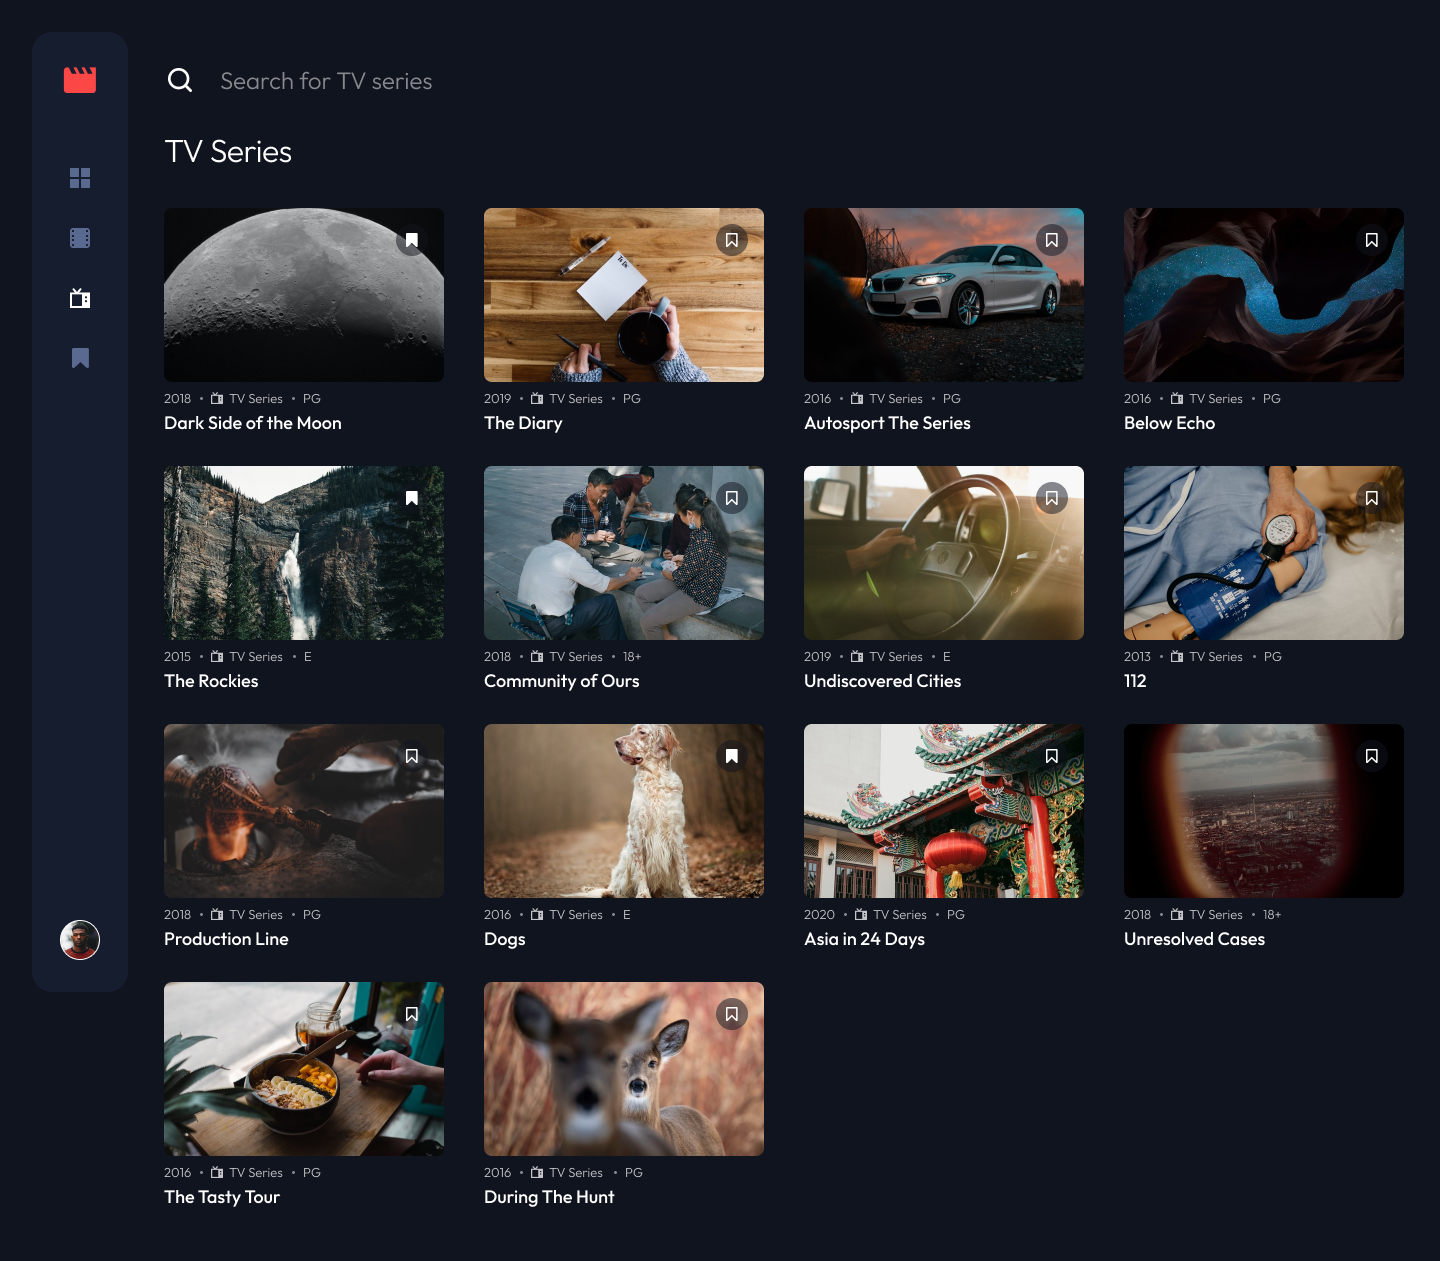 Search for TV series
TV Series
2018 • TV Series • PG
Dark Side of the Moon
2019 • TV Series • PG
The Diary
2016 • TV Series • PG
Autosport The Series
2016 • TV Series • PG
Below Echo
2015 • TV Series • E
The Rockies
2018 • TV Series • 18+
Community of Ours
2019 • TV Series • E
Undiscovered Cities
2013 • TV Series • PG
112
2018 • TV Series • PG
Production Line
2016 • TV Series • E
Dogs
2020 • TV Series • PG
Asia in 24 Days
2018 • TV Series • 18+
Unresolved Cases
2016 • TV Series • PG
The Tasty Tour
2016 • TV Series • PG
During The Hunt